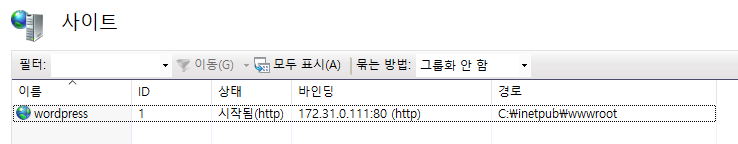 사이트
필터: 이동(G) 모두 표시(A) 묶는 방법: 그룹화 안 함
이름 ID 상태 바인딩 경로
wordpress 1 시작됨(http) 172.31.0.111:80 (http) C:₩inetpub₩wwwroot